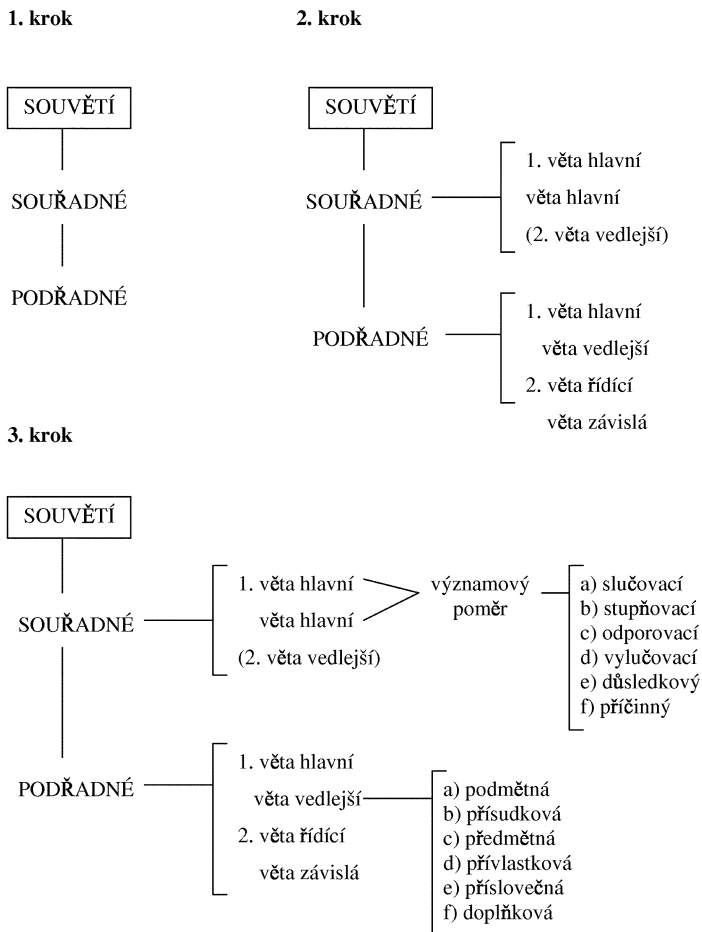 1. krok
2. krok
SOUVĚTÍ
SOUŘADNÉ
PODŘADNÉ
SOUVĚTÍ
SOUŘADNÉ
1. věta hlavní
věta hlavní
(2. věta vedlejší)
PODŘADNÉ
1. věta hlavní
věta vedlejší
2. věta řídící
věta závislá
3. krok
SOUVĚTÍ
SOUŘADNÉ
1. věta hlavní
věta hlavní
(2. věta vedlejší)
významový
poměr
a) slučovací
b) stupňovací
c) odporovací
d) vylučovací
e) důsledkový
f) příčinný
PODŘADNÉ
1. věta hlavní
věta vedlejší
2. věta řídící
věta závislá
a) podmětná
b) přísudková
c) předmětná
d) přívlastková
e) příslovečná
f) doplňková